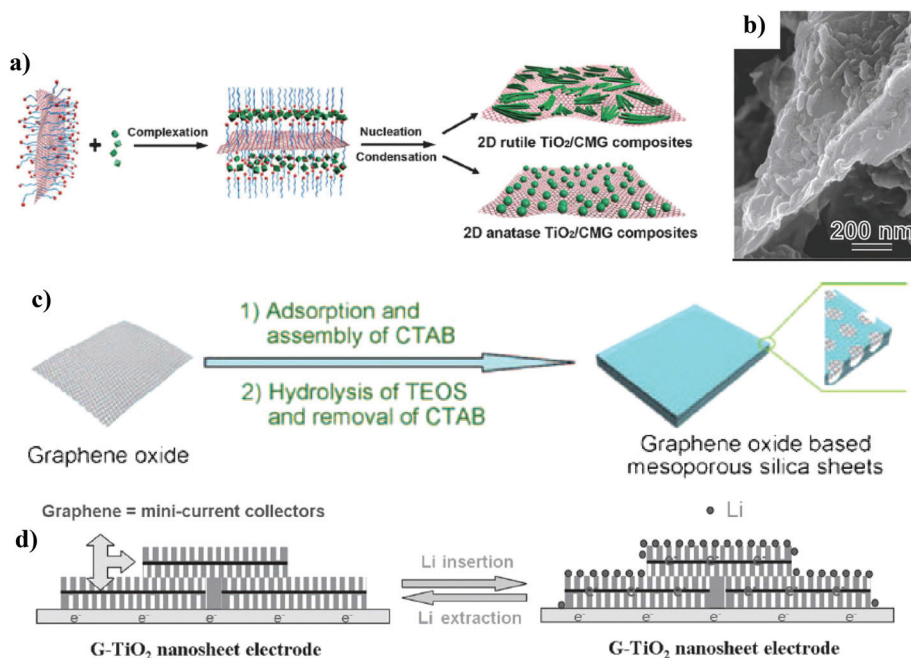 a)
b)
Complexation
+
Nucleation
Condensation
2D rutile TiO₂/CMG composites
2D anatase TiO₂/CMG composites
200 nm
c)
1) Adsorption and
assembly of CTAB
2) Hydrolysis of TEOS
and removal of CTAB
Graphene oxide
Graphene oxide based
mesoporous silica sheets
Graphene = mini-current collectors
Li
d)
Li insertion
Li extraction
e⁻ e⁻ e⁻ e⁻ e⁻
e⁻ e⁻ e⁻ e⁻ e⁻
G-TiO₂ nanosheet electrode
G-TiO₂ nanosheet electrode